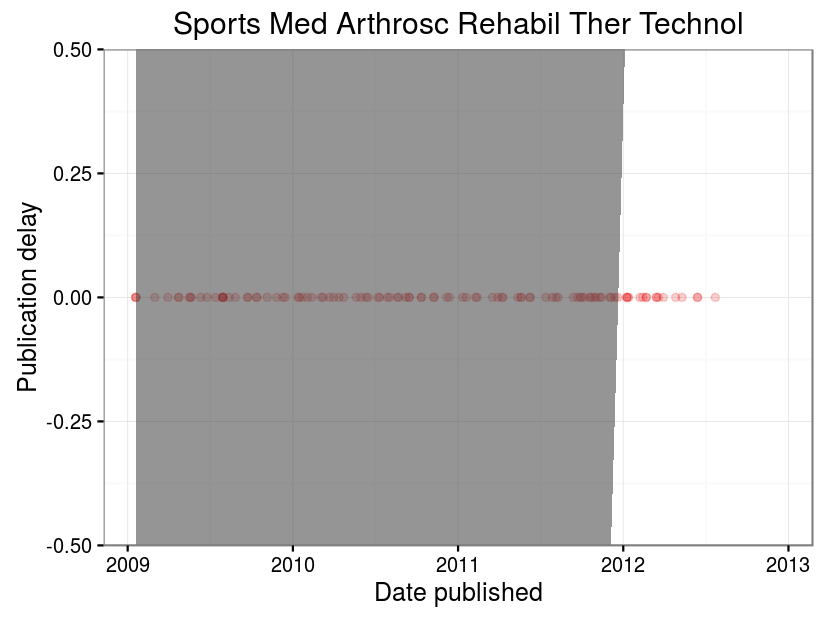 Sports Med Arthrosc Rehabil Ther Technol
0.50
0.25
0.00
-0.25
-0.50
Publication delay
2009 2010 2011 2012 2013
Date published